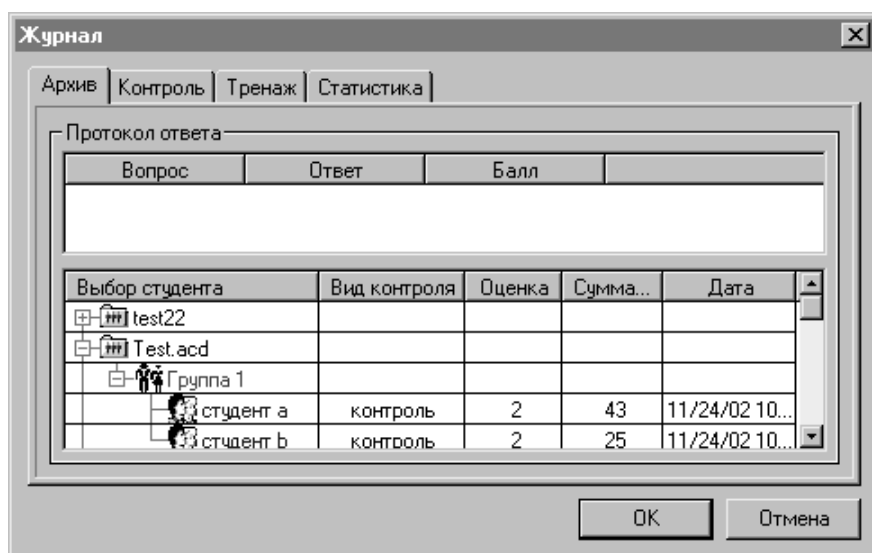 Журнал
Архив Контроль Тренаж Статистика
Протокол ответа
Вопрос Ответ Балл
Выбор студента Вид контроля Оценка Сумма... Дата
test22
Test.acd
Группа 1
студент a контроль 2 43 11/24/02 10...
студент b контроль 2 25 11/24/02 10...
OK Отмена